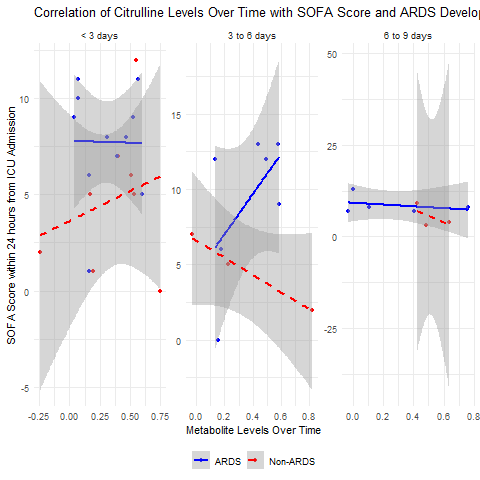 Correlation of Citrulline Levels Over Time with SOFA Score and ARDS Develop
< 3 days
3 to 6 days
6 to 9 days
SOFA Score within 24 hours from ICU Admission
10
5
0
-5
15
10
5
0
50
25
0
-25
-0.25 0.00 0.25 0.50 0.75
0.0 0.2 0.4 0.6 0.8
0.0 0.2 0.4 0.6 0.8
Metabolite Levels Over Time
ARDS
Non-ARDS